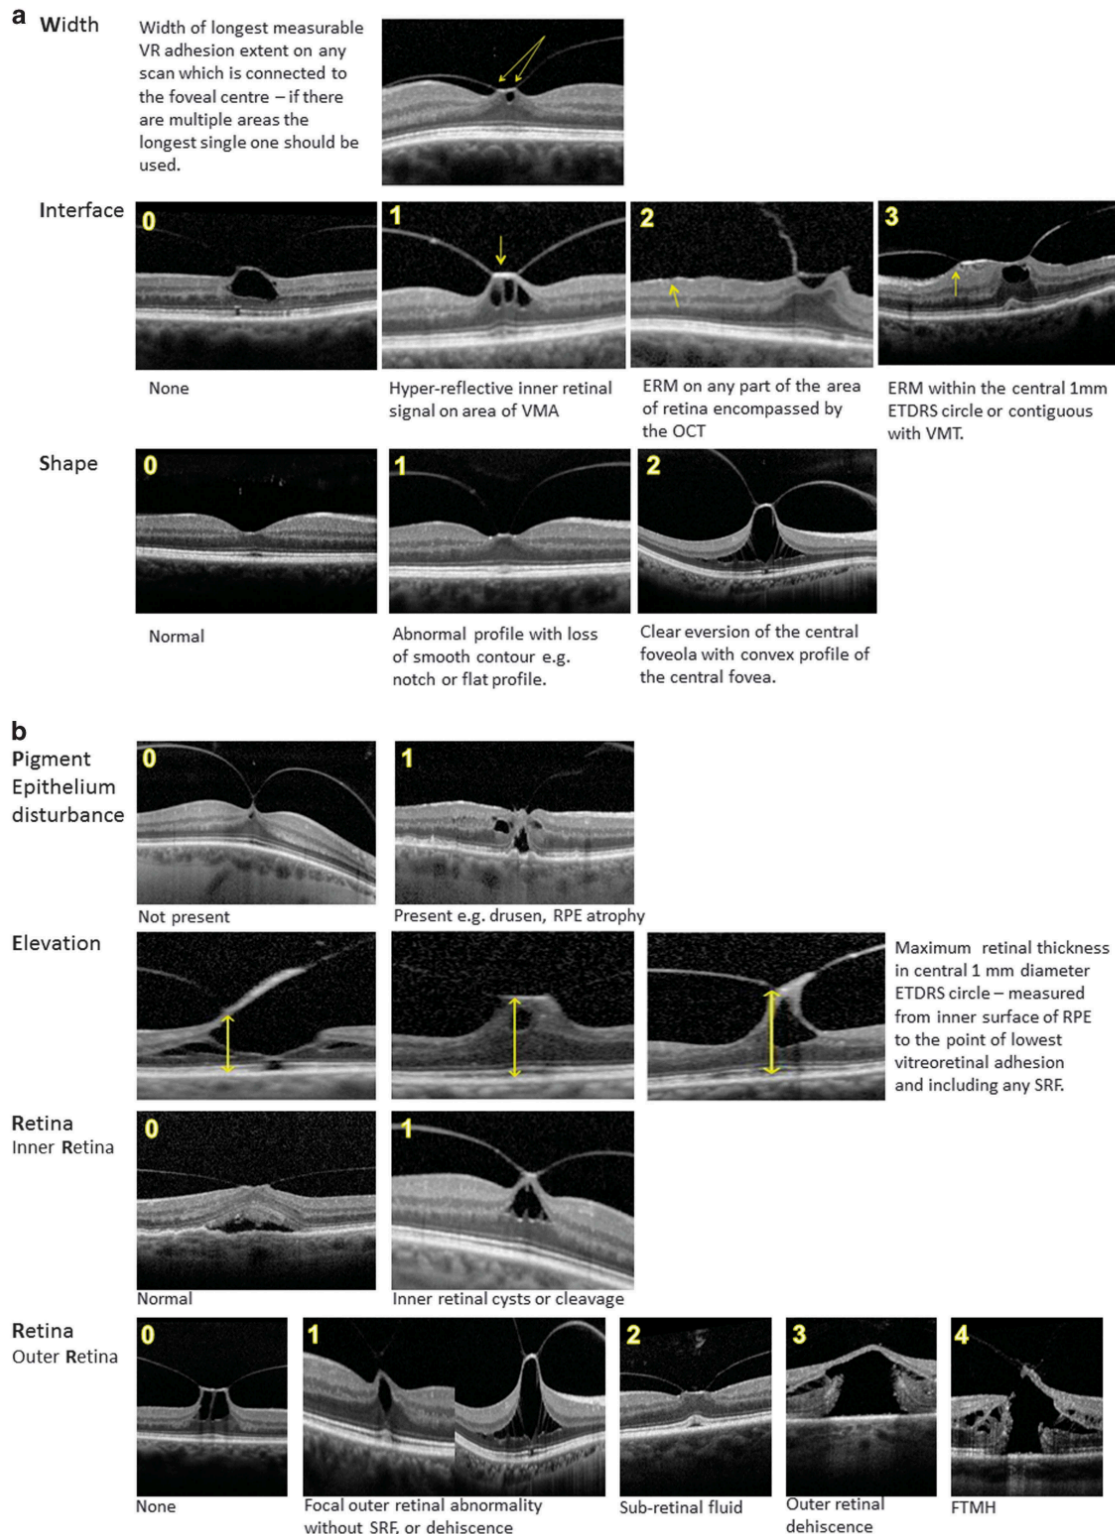 a
Width
Width of longest measurable
VR adhesion extent on any
scan which is connected to
the foveal centre – if there
are multiple areas the
longest single one should be
used.
Interface
0
1
2
3
None
Hyper-reflective inner retinal
signal on area of VMA
ERM on any part of the area
of retina encompassed by
the OCT
ERM within the central 1mm
ETDRS circle or contiguous
with VMT.
Shape
0
1
2
Normal
Abnormal profile with loss
of smooth contour e.g.
notch or flat profile.
Clear eversion of the central
foveola with convex profile of
the central fovea.
b
Pigment
Epithelium
disturbance
0
1
Not present
Present e.g. drusen, RPE atrophy
Elevation
Maximum retinal thickness
in central 1 mm diameter
ETDRS circle – measured
from inner surface of RPE
to the point of lowest
vitreoretinal adhesion
and including any SRF.
Retina
Inner Retina
0
1
Normal
Inner retinal cysts or cleavage
Retina
Outer Retina
0
1
2
3
4
None
Focal outer retinal abnormality
without SRF, or dehiscence
Sub-retinal fluid
Outer retinal
dehiscence
FTMH